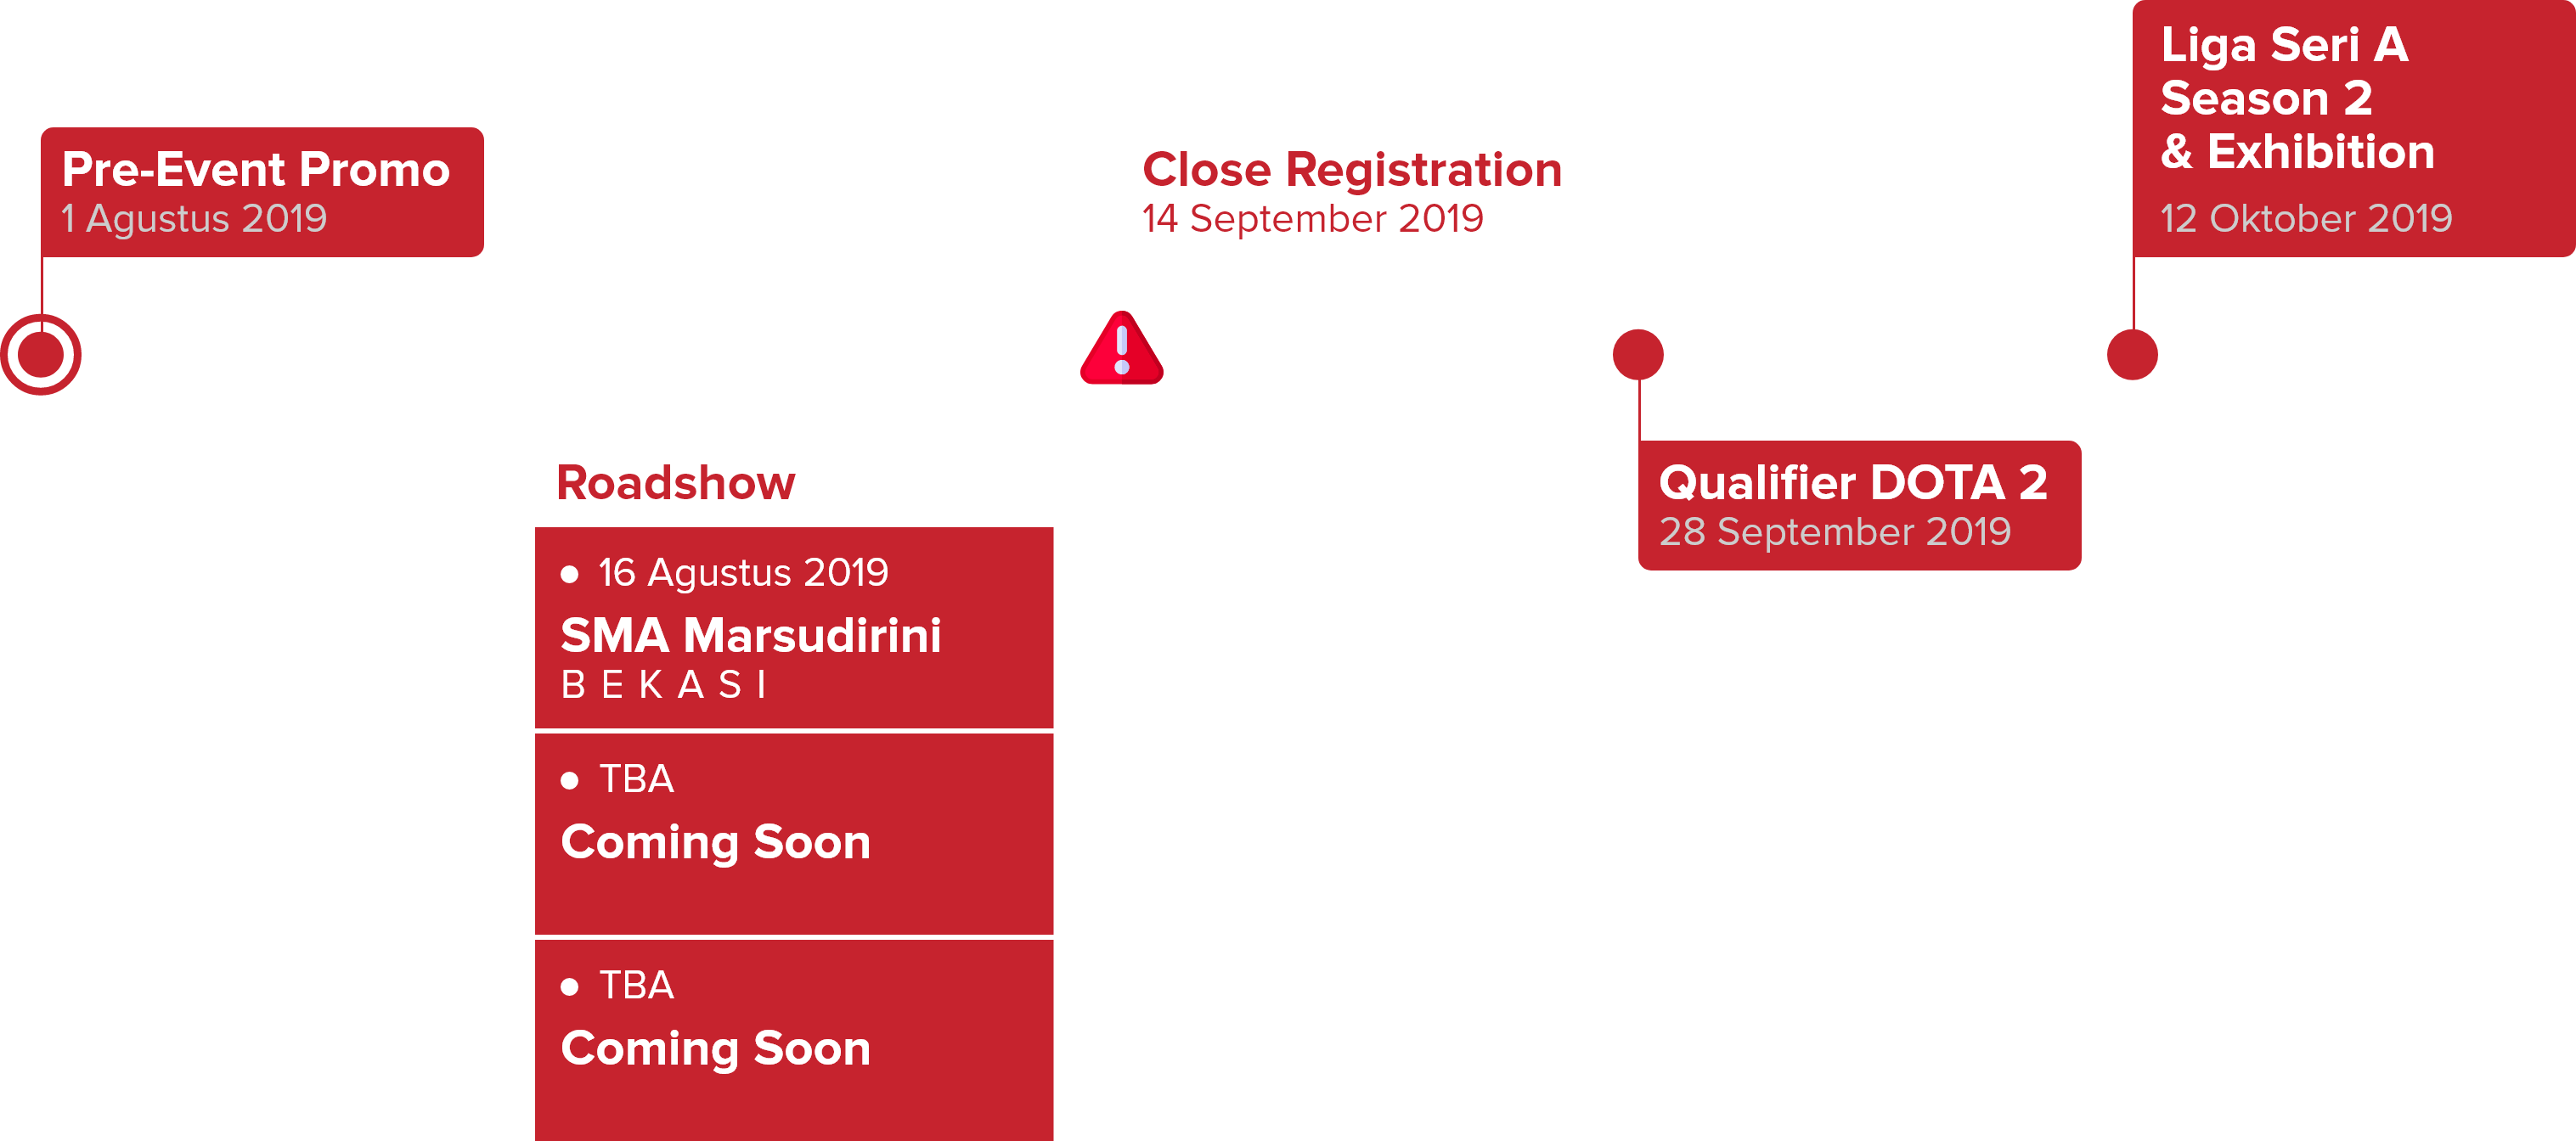 Pre-Event Promo
1 Agustus 2019
Roadshow
16 Agustus 2019
SMA Marsudirini
BEKASI
TBA
Coming Soon
TBA
Coming Soon
Close Registration
14 September 2019
Qualifier DOTA 2
28 September 2019
Liga Seri A
Season 2
& Exhibition
12 Oktober 2019